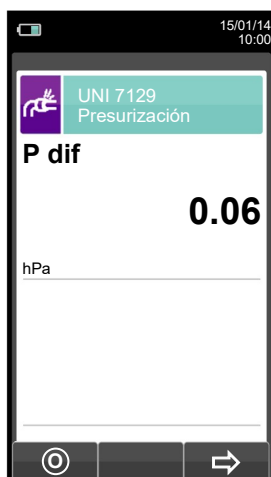 15/01/14
10:00
UNI 7129
Presurización
P dif
0.06
hPa